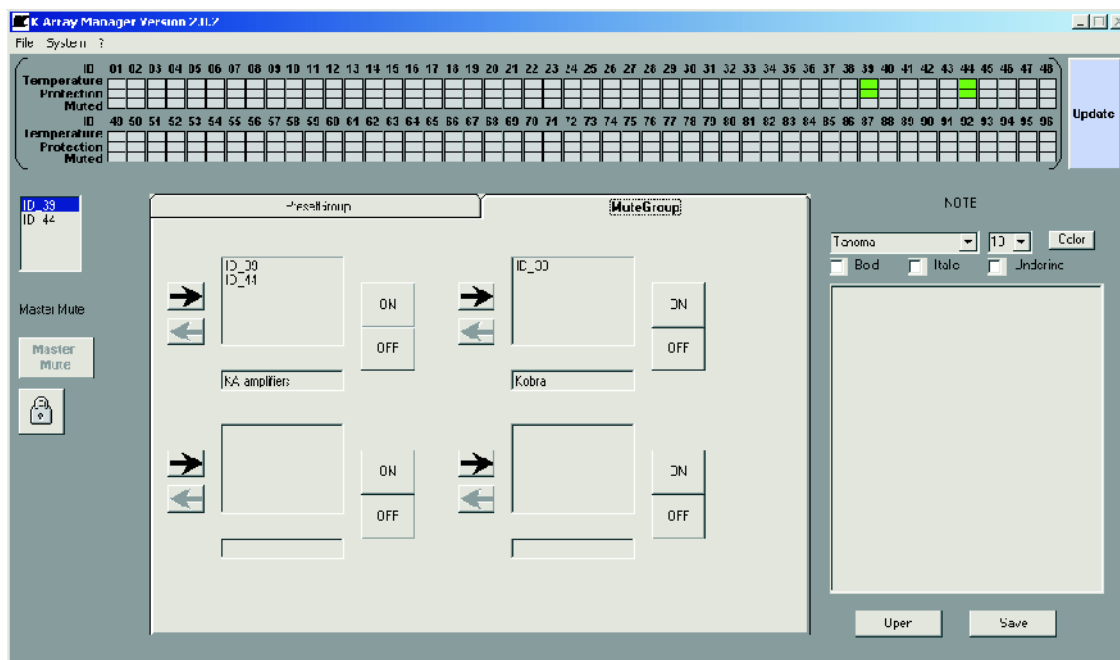 K Array Manager Version 2.0.2
File System ?
ID 01 02 03 04 05 06 07 08 09 10 11 12 13 14 15 16 17 18 19 20 21 22 23 24 25 26 27 28 29 30 31 32 33 34 35 36 37 38 39 40 41 42 43 44 45 46 47 48
Temperature
Protection
Muted
ID 49 50 51 52 53 54 55 56 57 58 59 60 61 62 63 64 65 66 67 68 69 70 71 72 73 74 75 76 77 78 79 80 81 82 83 84 85 86 87 88 89 90 91 92 93 94 95 96
Temperature
Protection
Muted
Update
ID_39
ID_44
Master Mute
Master
Mute
PresetGroup
MuteGroup
ID_39
ID_44
ON
OFF
KA amplifiers
ID_39
ON
OFF
Kobra
ON
OFF
ON
OFF
NOTE
Tahoma
10
Color
Bold
Italic
Underline
Open
Save